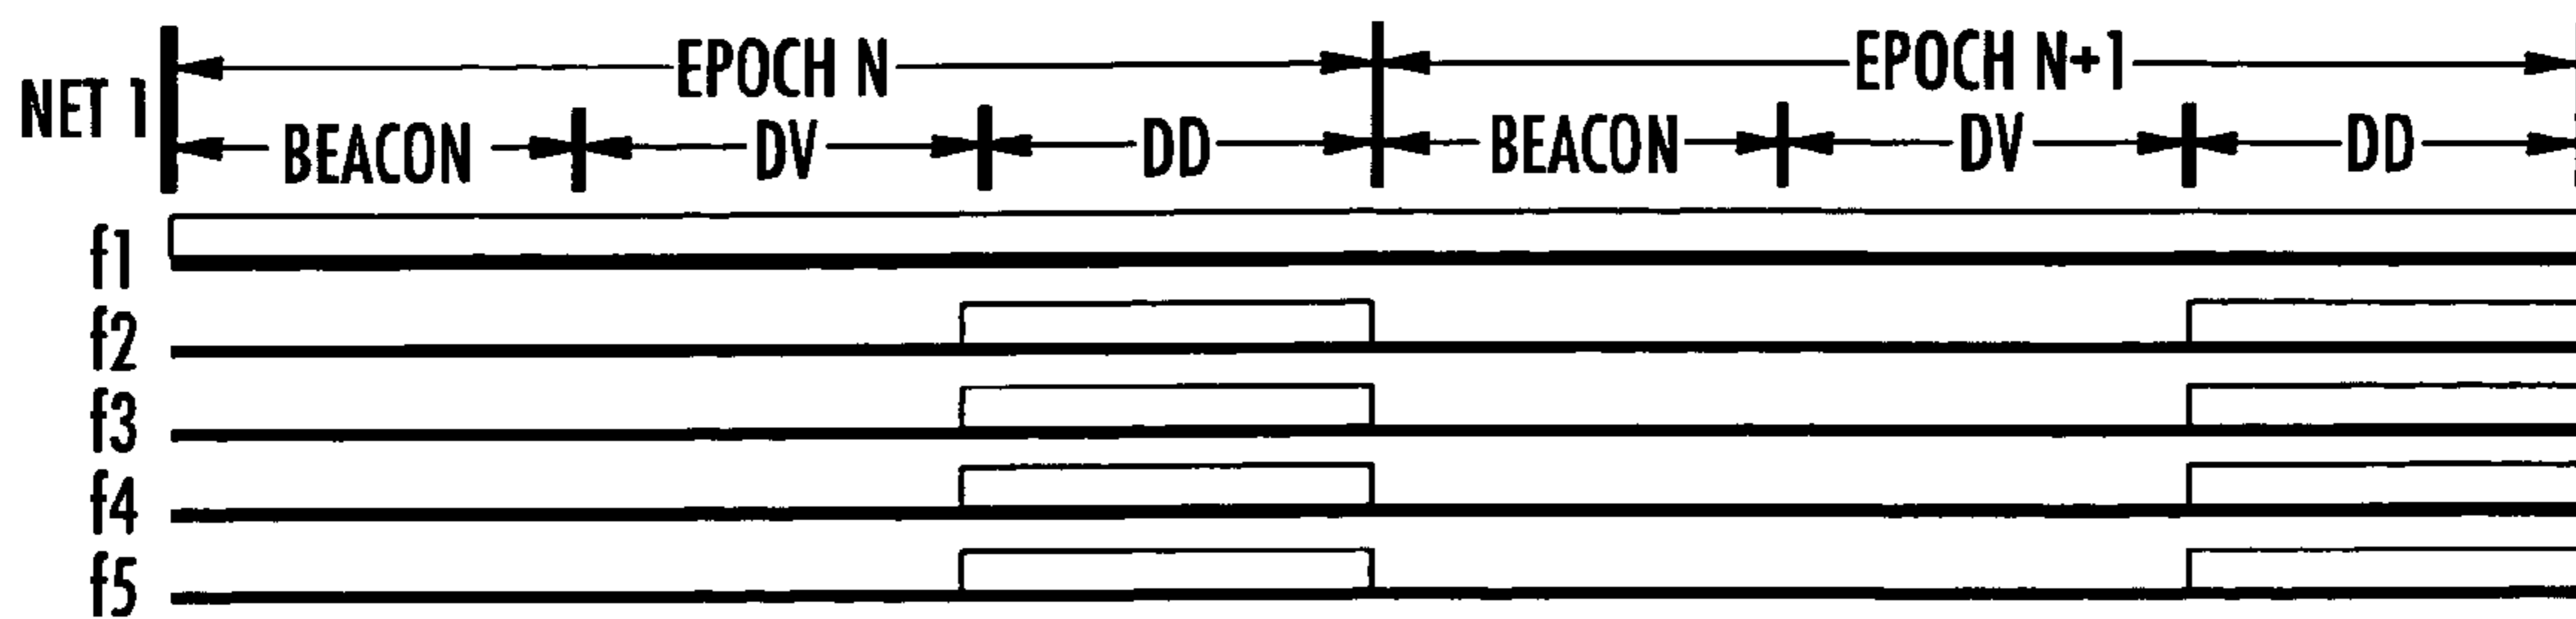 EPOCH N EPOCH N+1
NET 1
BEACON DV DD BEACON DV DD
f1
f2
f3
f4
f5